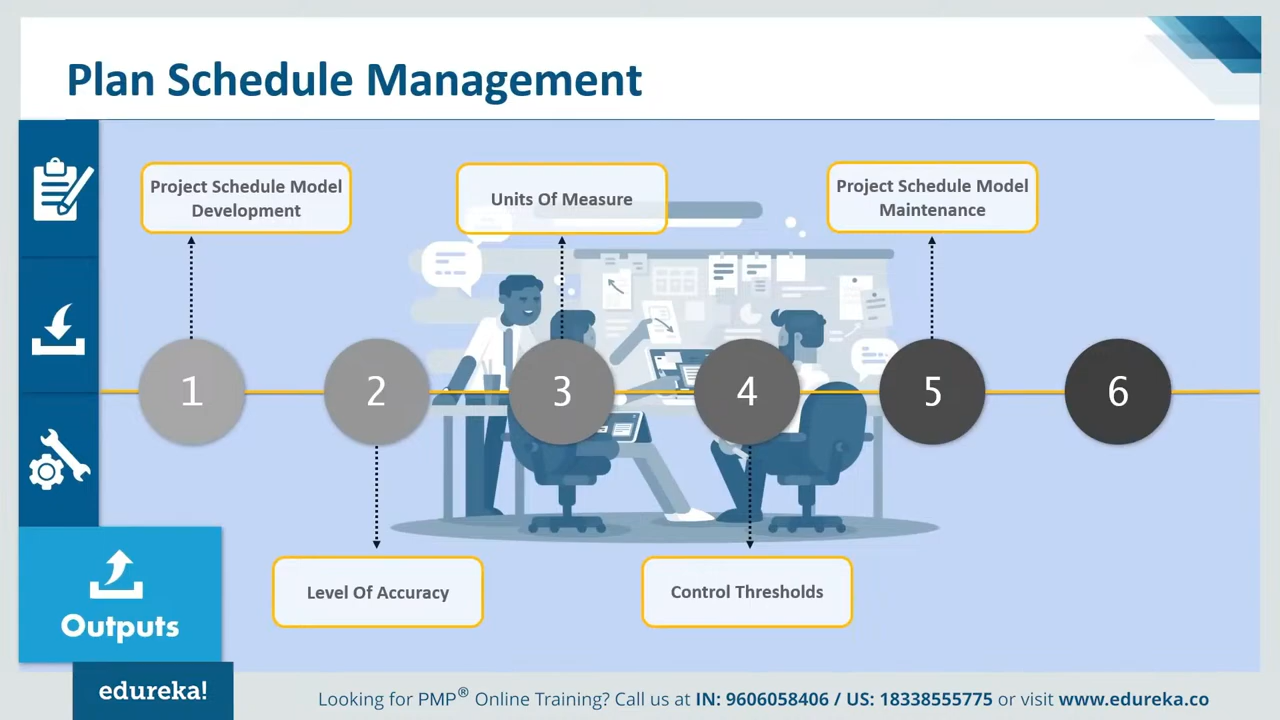 Plan Schedule Management
Project Schedule Model
Development
Units Of Measure
Project Schedule Model
Maintenance
1
2
3
4
5
6
Level Of Accuracy
Control Thresholds
Outputs
edureka!
Looking for PMP® Online Training? Call us at IN: 9606058406 / US: 18338555775 or visit www.edureka.co